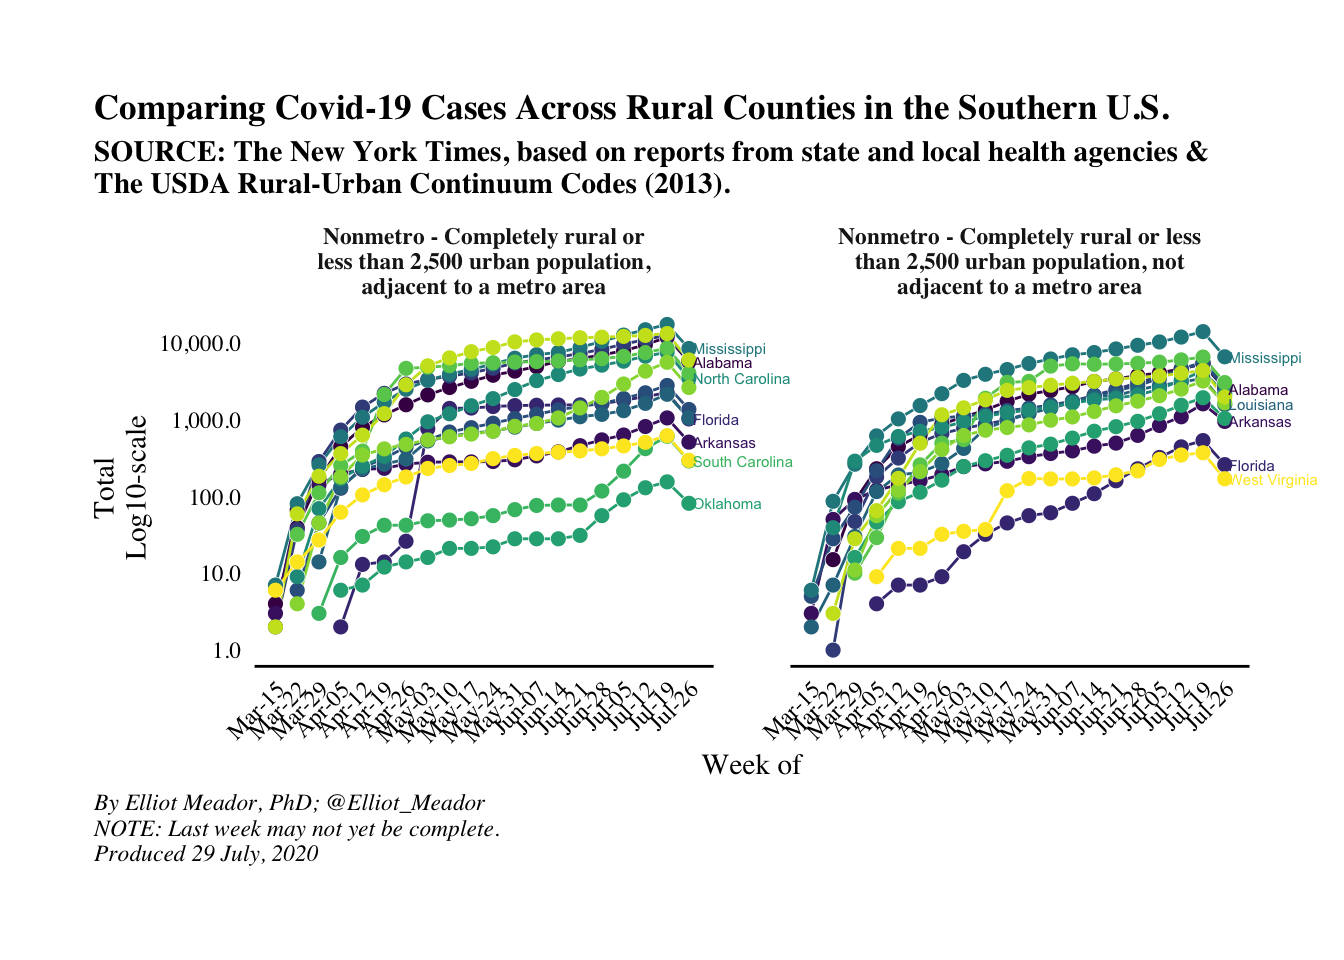 Comparing Covid-19 Cases Across Rural Counties in the Southern U.S.
SOURCE: The New York Times, based on reports from state and local health agencies &
The USDA Rural-Urban Continuum Codes (2013).
Nonmetro - Completely rural or
less than 2,500 urban population,
adjacent to a metro area
Nonmetro - Completely rural or less
than 2,500 urban population, not
adjacent to a metro area
Total
Log10-scale
10,000.0
1,000.0
100.0
10.0
1.0
Mississippi
Alabama
North Carolina
Florida
Arkansas
South Carolina
Oklahoma
Mississippi
Alabama
Louisiana
Arkansas
Florida
West Virginia
Mar-15
Mar-22
Mar-29
Apr-05
Apr-12
Apr-19
Apr-26
May-03
May-10
May-17
May-24
May-31
Jun-07
Jun-14
Jun-21
Jun-28
Jul-05
Jul-12
Jul-19
Jul-26
Mar-15
Mar-22
Mar-29
Apr-05
Apr-12
Apr-19
Apr-26
May-03
May-10
May-17
May-24
May-31
Jun-07
Jun-14
Jun-21
Jun-28
Jul-05
Jul-12
Jul-19
Jul-26
Week of
By Elliot Meador, PhD; @Elliot_Meador
NOTE: Last week may not yet be complete.
Produced 29 July, 2020